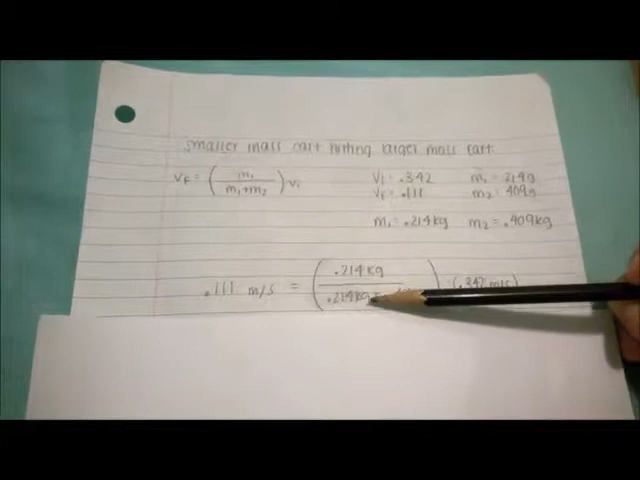 smaller mass cart hitting larger mass cart:
VF = (m₁ / m₁+m₂) Vi
Vi = .342 m₁ = 214g
VF = .111 m₂ = 409g
m₁ = .214kg m₂ = .409kg
.111 m/s = (.214kg / .214kg +) (.342 m/s)